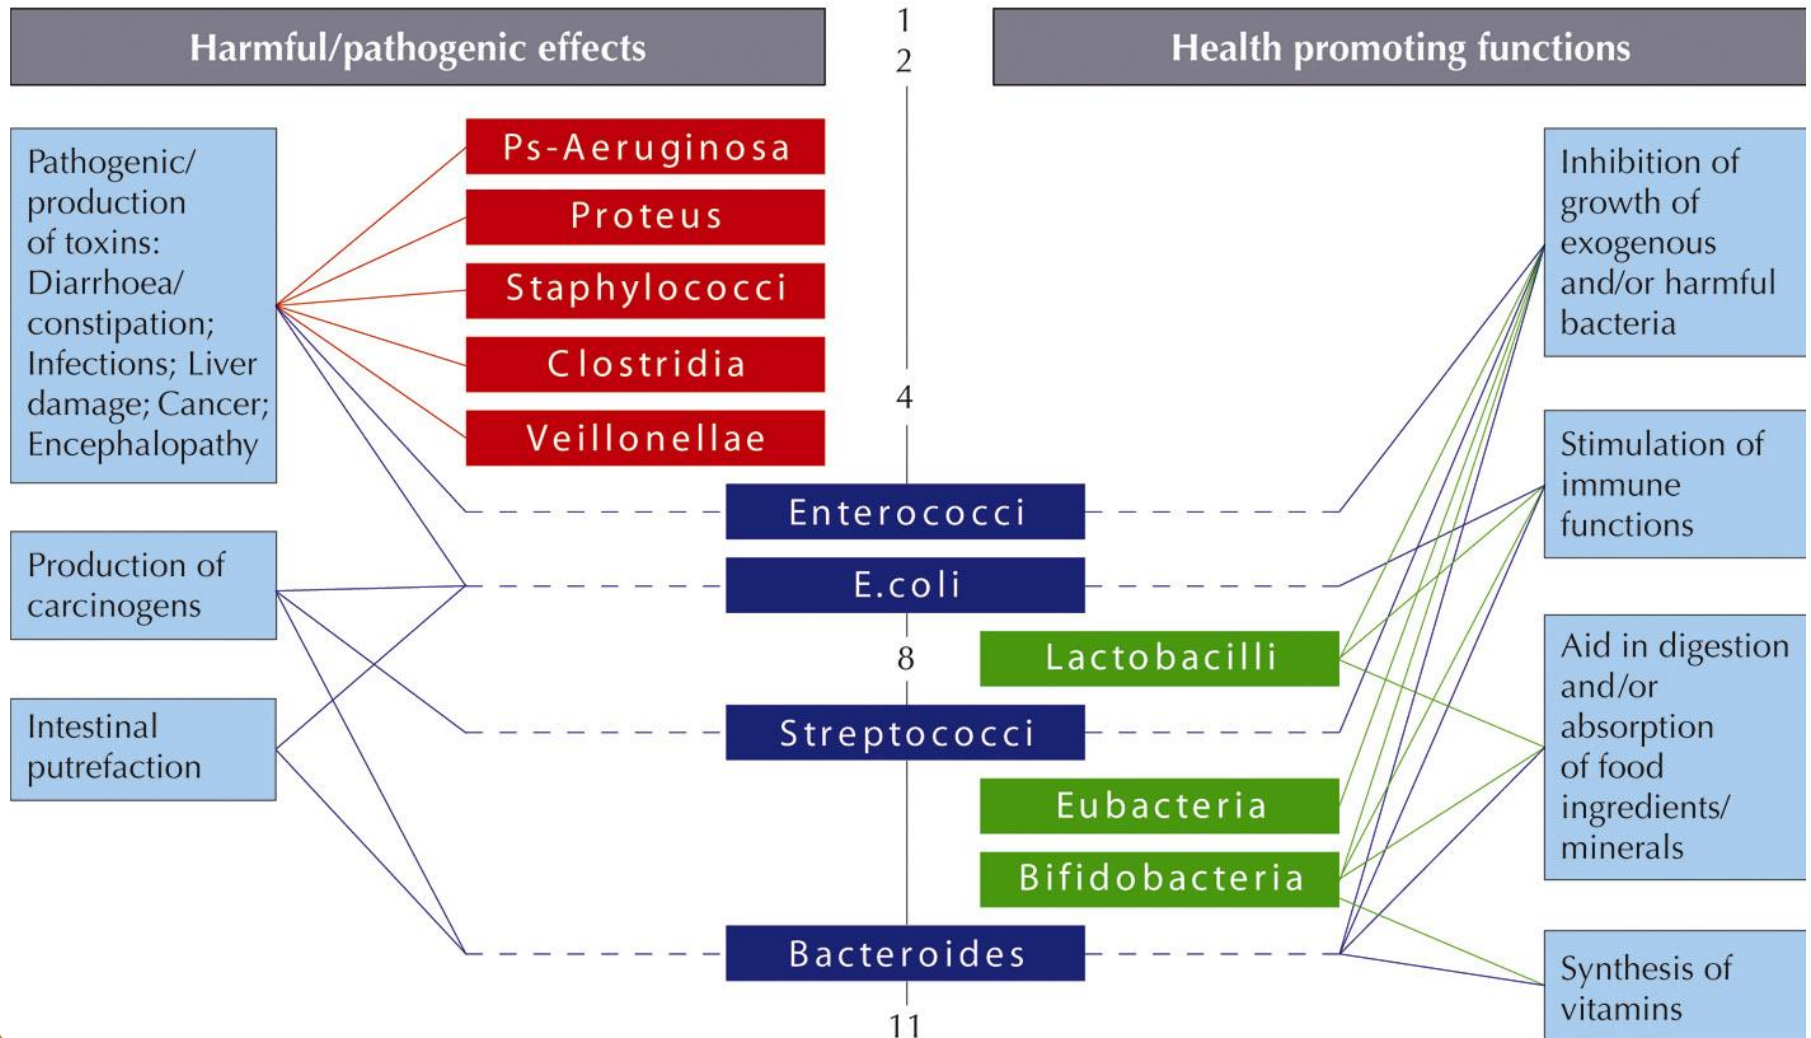 Harmful/pathogenic effects
1
2
Health promoting functions
Pathogenic/
production
of toxins:
Diarrhoea/
constipation;
Infections; Liver
damage; Cancer;
Encephalopathy
Production of
carcinogens
Intestinal
putrefaction
Ps-Aeruginosa
Proteus
Staphylococci
Clostridia
Veillonellae
4
Enterococci
E.coli
8
Lactobacilli
Streptococci
Eubacteria
Bifidobacteria
Bacteroides
11
Inhibition of
growth of
exogenous
and/or harmful
bacteria
Stimulation of
immune
functions
Aid in digestion
and/or
absorption
of food
ingredients/
minerals
Synthesis of
vitamins